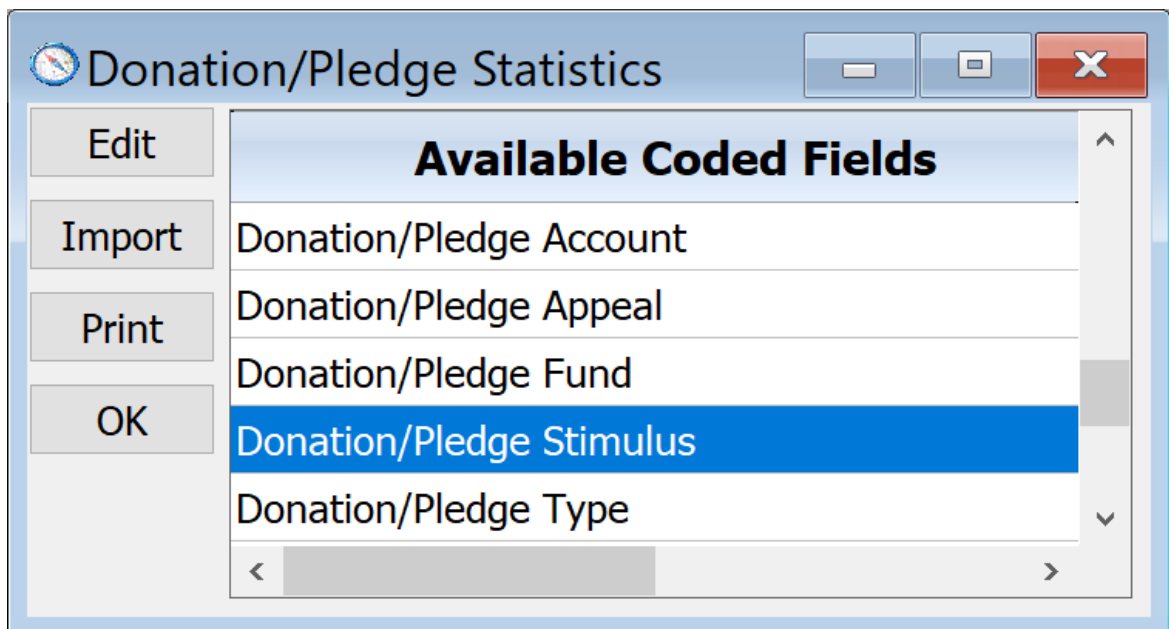 Donation/Pledge Statistics
Edit
Import
Print
OK
Available Coded Fields
Donation/Pledge Account
Donation/Pledge Appeal
Donation/Pledge Fund
Donation/Pledge Stimulus
Donation/Pledge Type